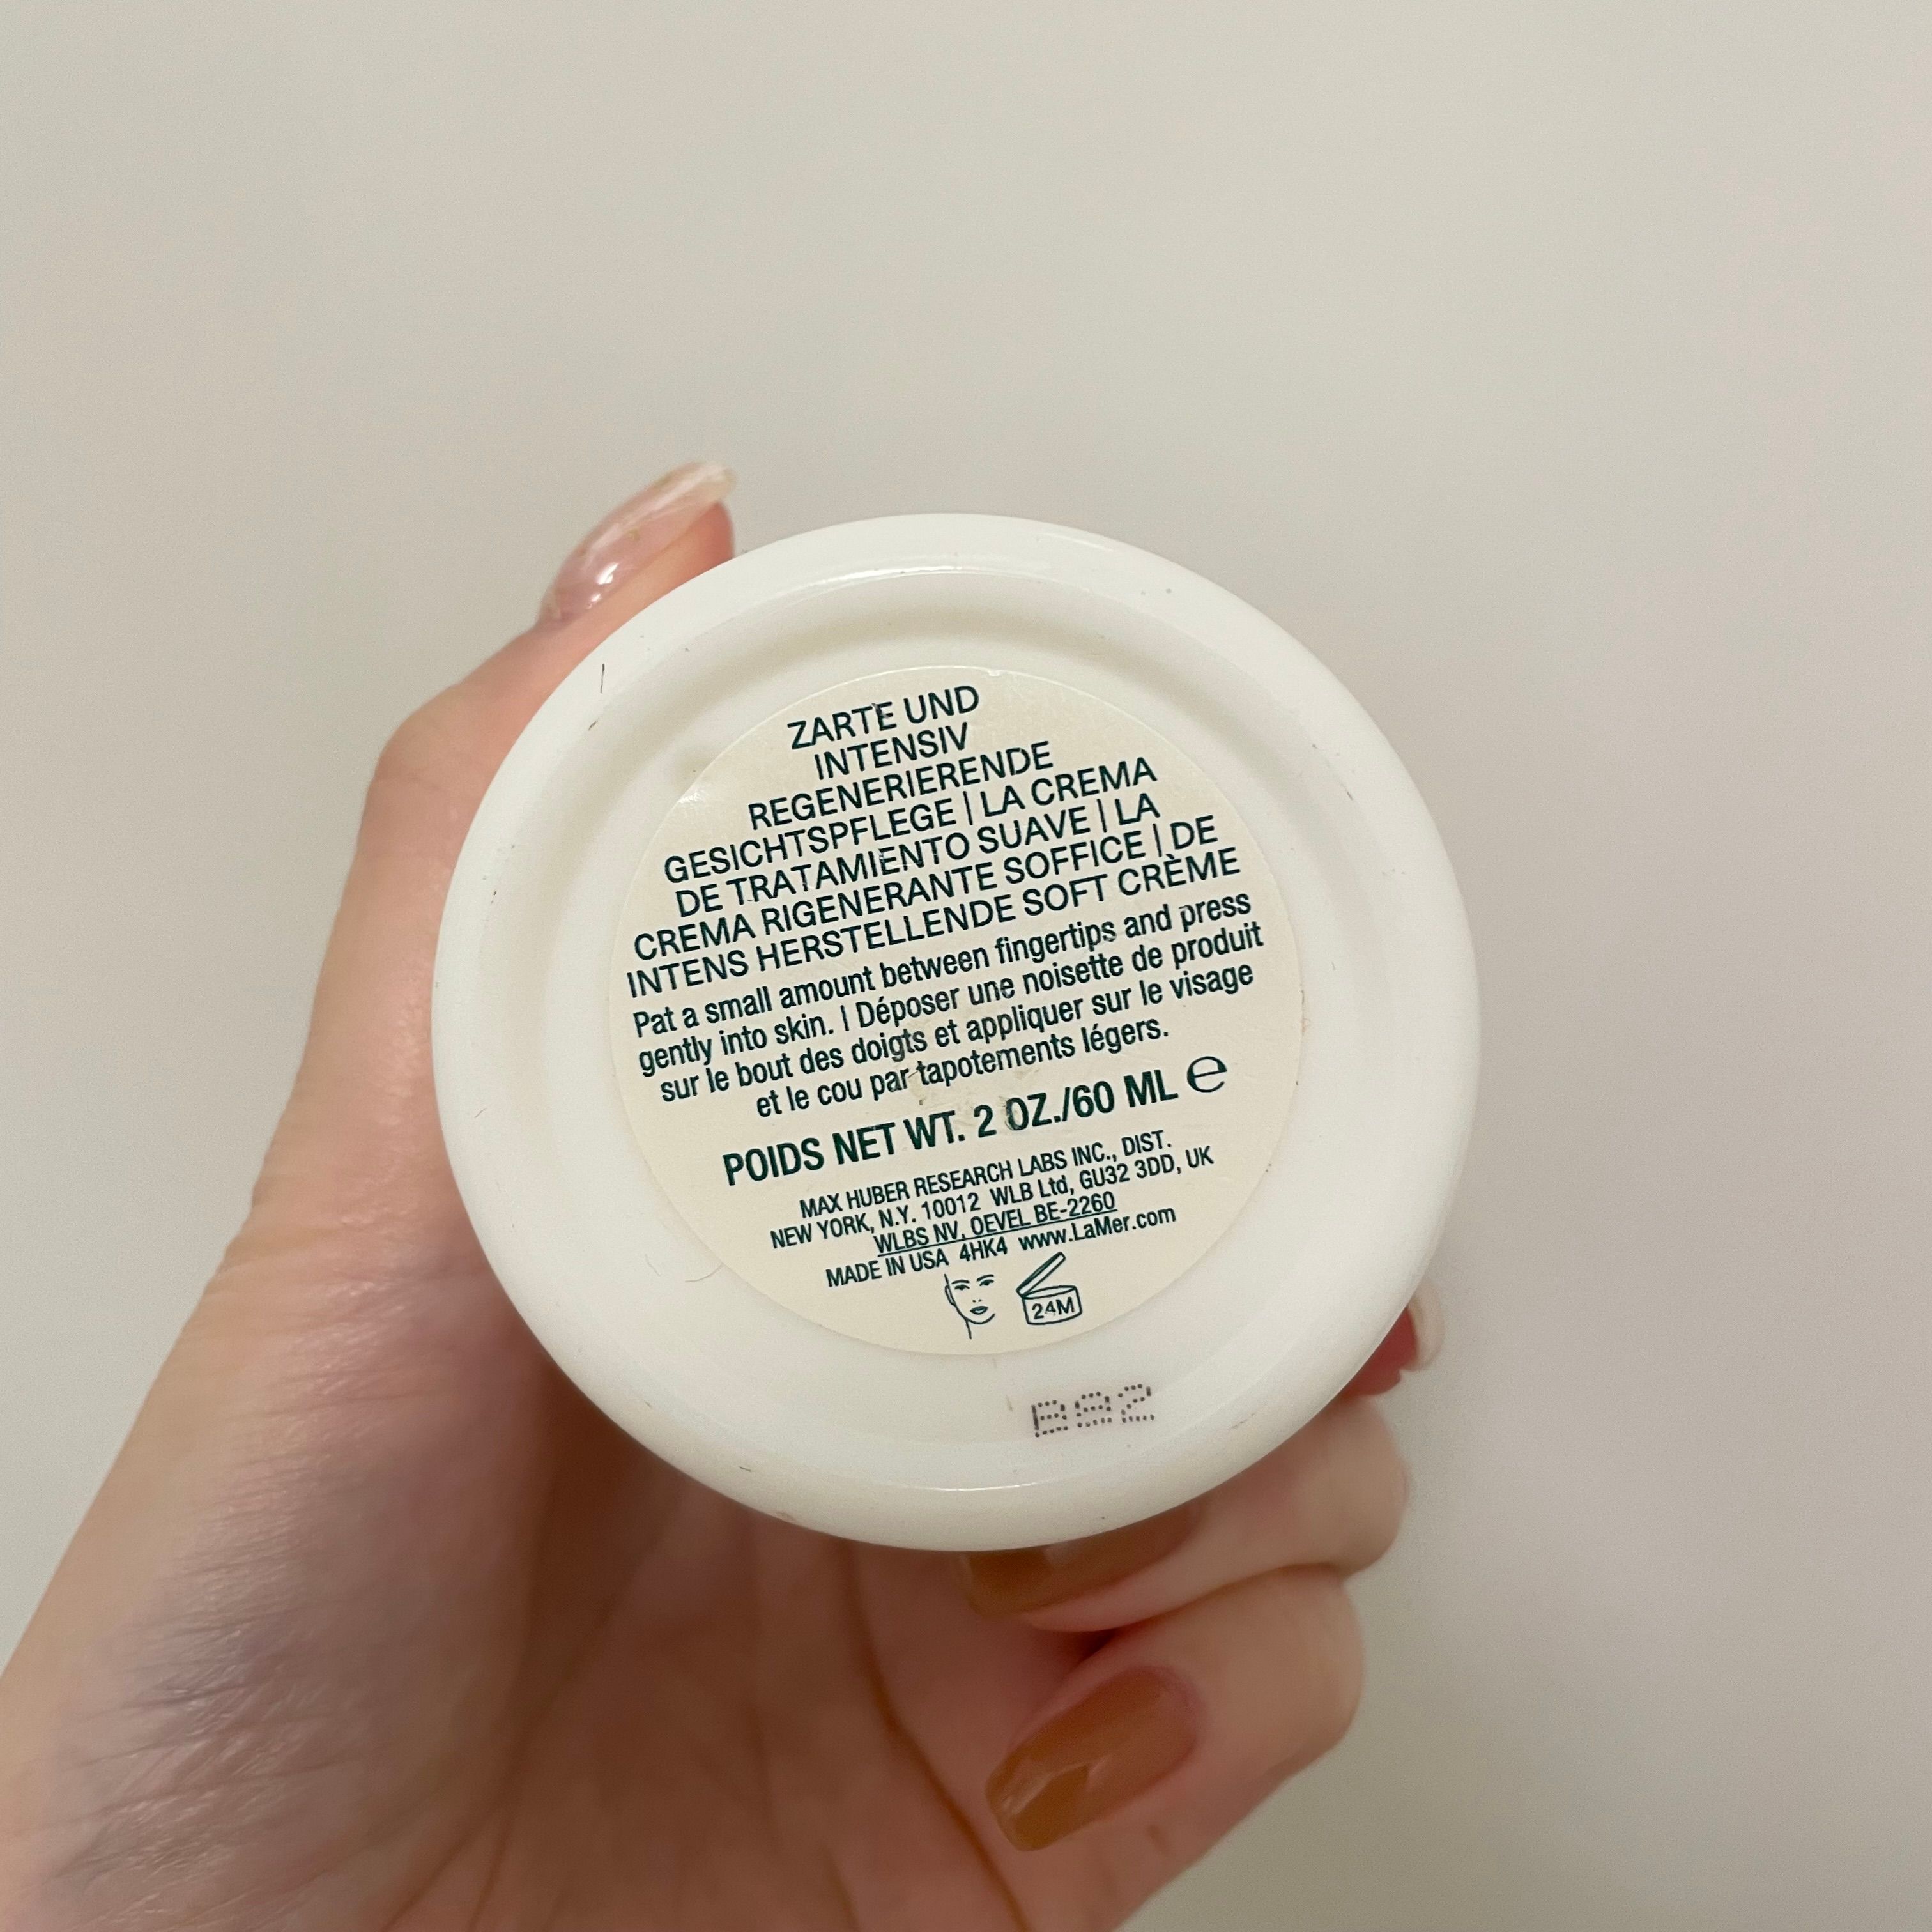 ZARTE UND
INTENSIV
REGENERIERENDE
GESICHTSPFLEGE | LA CREMA
DE TRATAMIENTO SUAVE | LA
CREMA RIGENERANTE SOFFICE | DE
INTENS HERSTELLENDE SOFT CRÈME
Pat a small amount between fingertips and press
gently into skin. | Déposer une noisette de produit
sur le bout des doigts et appliquer sur le visage
et le cou par tapotements légers.
POIDS NET WT. 2 OZ./60 ML ℮
MAX HUBER RESEARCH LABS INC., DIST.
NEW YORK, N.Y. 10012 WLB Ltd, GU32 3DD, UK
WLBS NV, OEVEL BE-2260
MADE IN USA 4HK4 www.LaMer.com
24M
B82